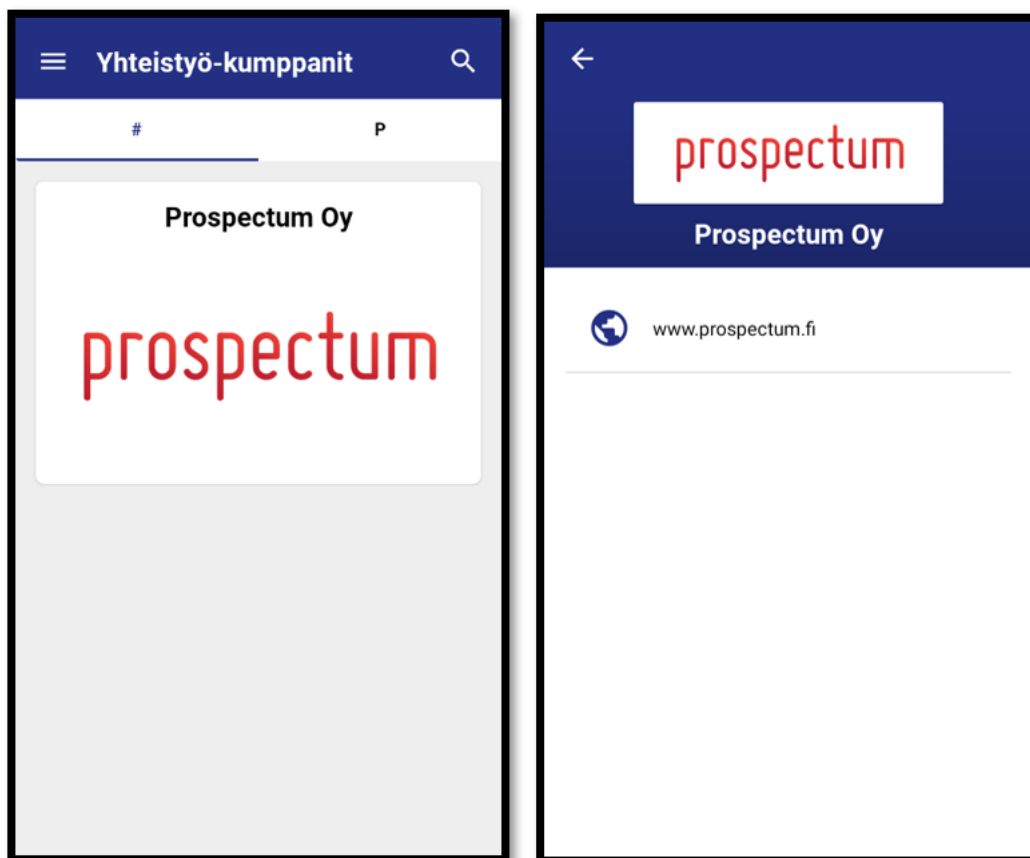 Yhteistyö-kumppanit
# P
Prospectum Oy
prospectum
prospectum
Prospectum Oy
www.prospectum.fi